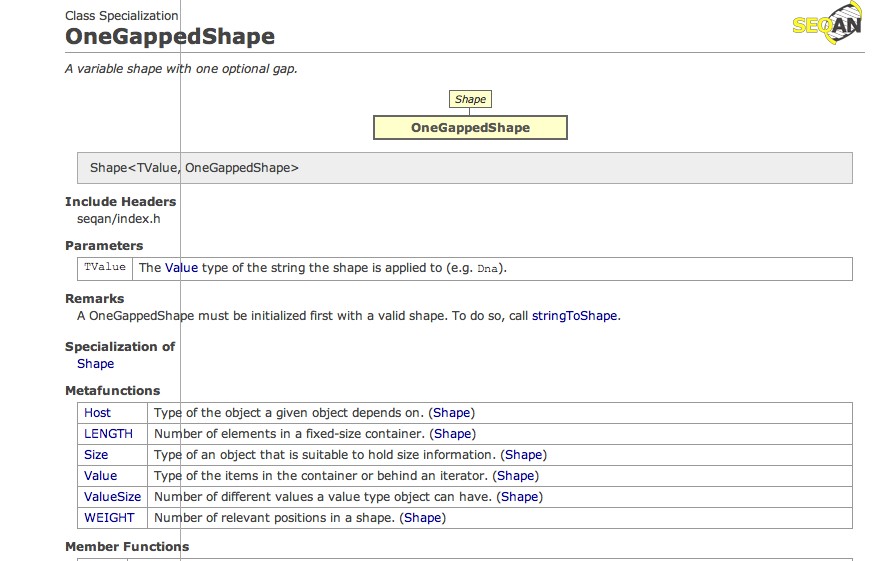 Class Specialization
OneGappedShape
SEQAN
A variable shape with one optional gap.
Shape
OneGappedShape
Shape<TValue, OneGappedShape>
Include Headers
seqan/index.h
Parameters
TValue The Value type of the string the shape is applied to (e.g. Dna).
Remarks
A OneGappedShape must be initialized first with a valid shape. To do so, call stringToShape.
Specialization of
Shape
Metafunctions
Host Type of the object a given object depends on. (Shape)
LENGTH Number of elements in a fixed-size container. (Shape)
Size Type of an object that is suitable to hold size information. (Shape)
Value Type of the items in the container or behind an iterator. (Shape)
ValueSize Number of different values a value type object can have. (Shape)
WEIGHT Number of relevant positions in a shape. (Shape)
Member Functions